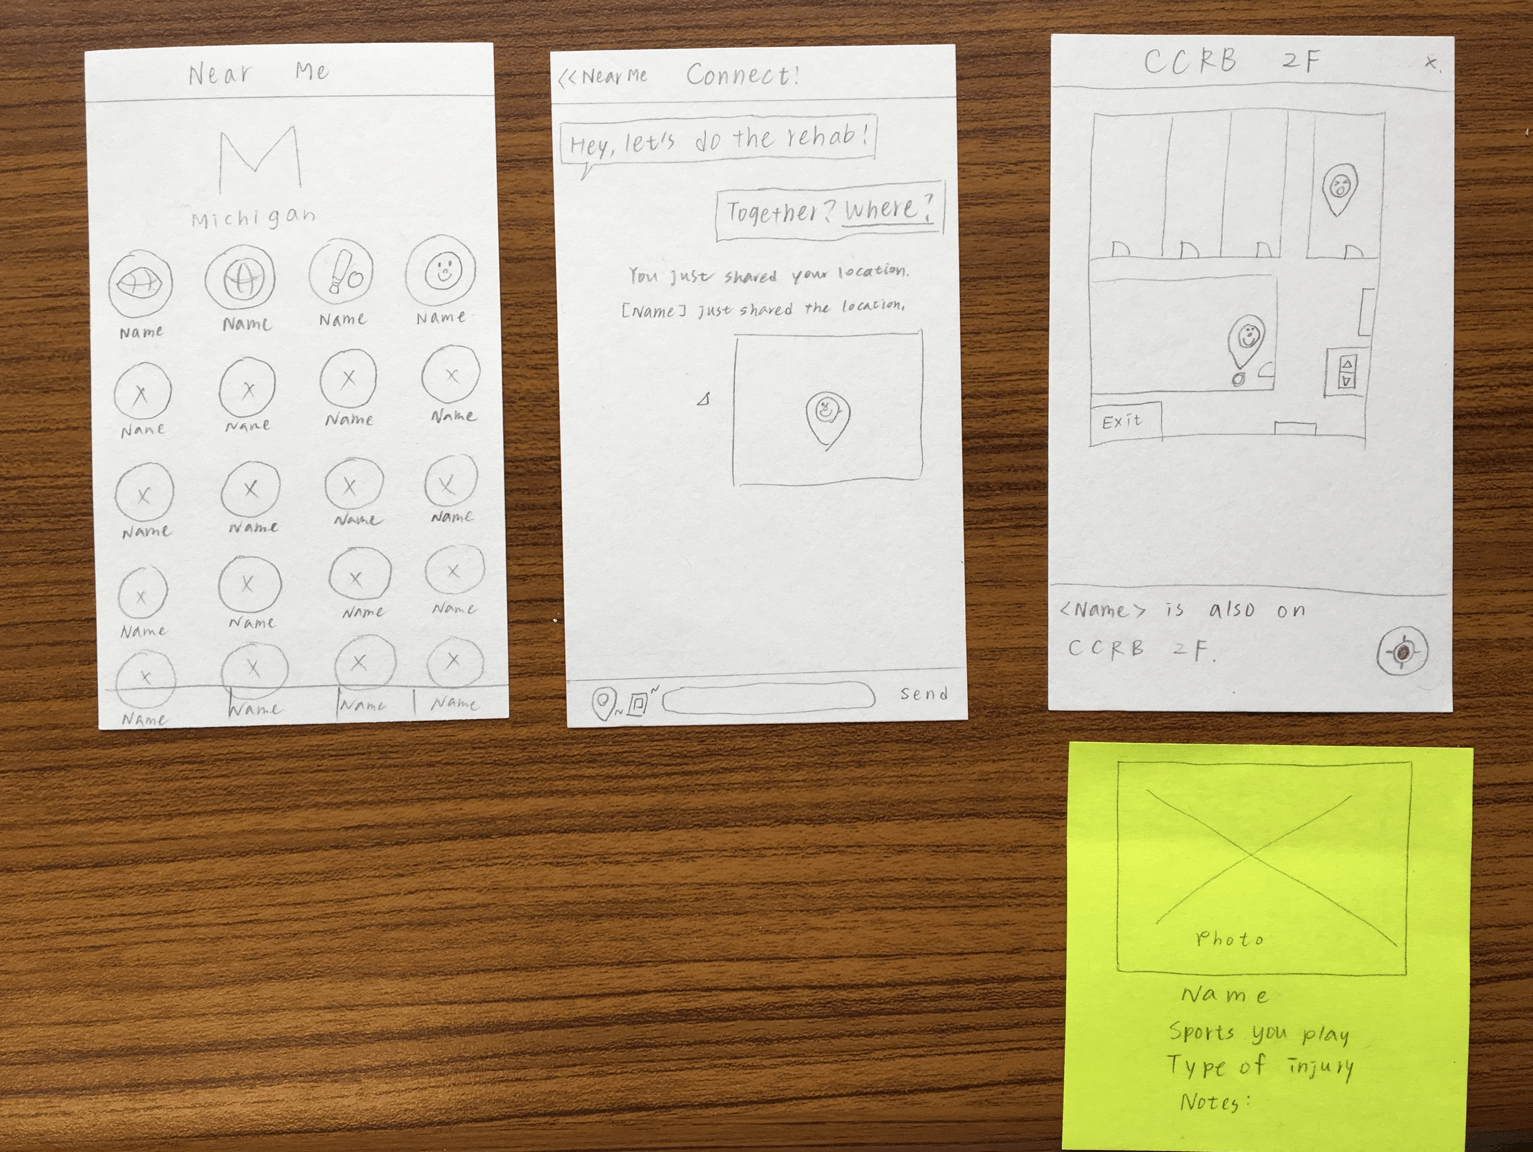 Near Me
M
Michigan
Name Name Name Name
X X X X
Name Name Name Name
X X X X
Name Name Name Name
X X X X
Name Name Name Name
X X X X
Name Name Name Name
<< Near Me Connect!
Hey, let's do the rehab!
Together? Where?
You just shared your location.
[Name] just shared the location.
Send
CCRB 2F x
Exit
<Name> is also on
CCRB 2F.
Photo
Name
Sports you play
Type of injury
Notes: